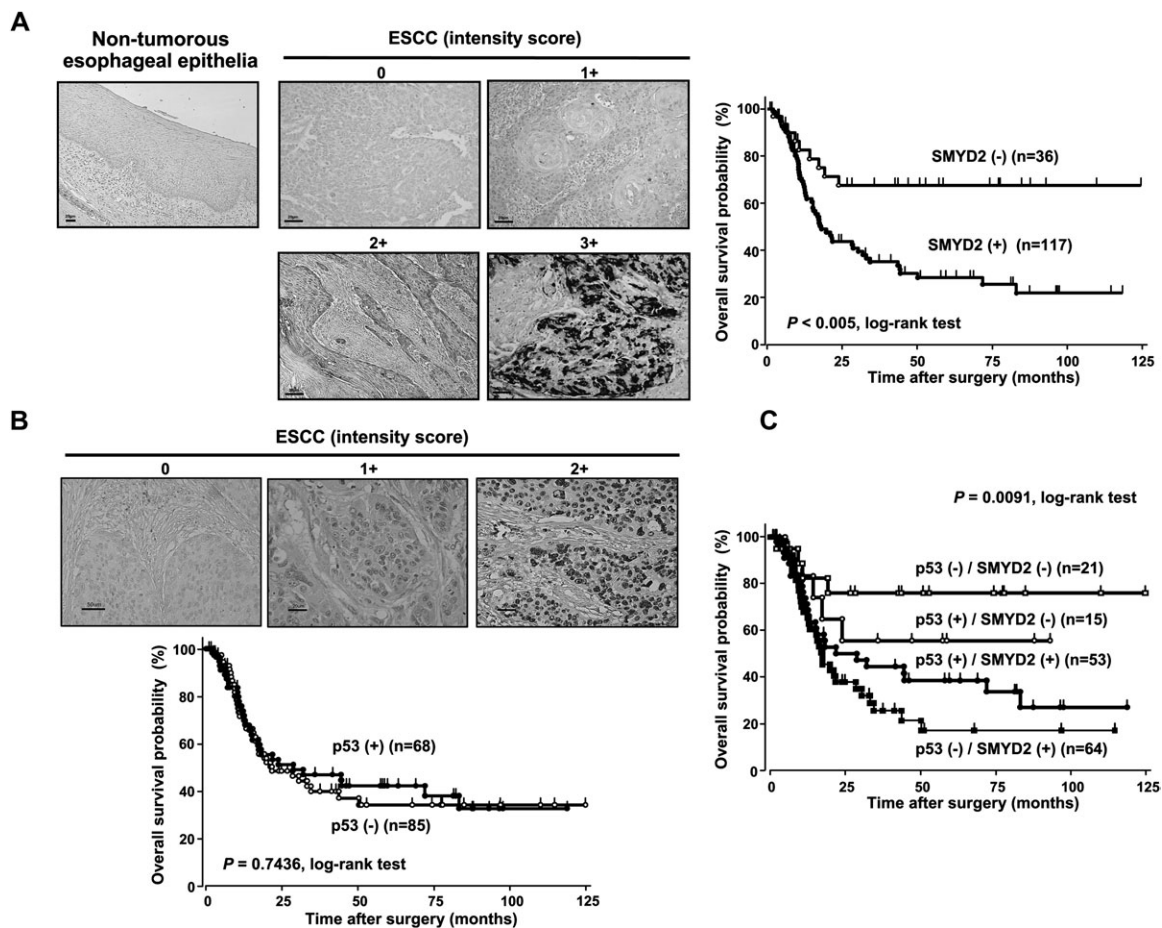 A
Non-tumorous
esophageal epithelia
ESCC (intensity score)
0
1+
2+
3+
Overall survival probability (%)
100
80
60
40
20
0
SMYD2 (-) (n=36)
SMYD2 (+) (n=117)
P < 0.005, log-rank test
0 25 50 75 100 125
Time after surgery (months)
B
ESCC (intensity score)
0
1+
2+
Overall survival probability (%)
100
80
60
40
20
0
p53 (+) (n=68)
p53 (-) (n=85)
P = 0.7436, log-rank test
0 25 50 75 100 125
Time after surgery (months)
C
P = 0.0091, log-rank test
Overall survival probability (%)
100
80
60
40
20
0
p53 (-) / SMYD2 (-) (n=21)
p53 (+) / SMYD2 (-) (n=15)
p53 (+) / SMYD2 (+) (n=53)
p53 (-) / SMYD2 (+) (n=64)
0 25 50 75 100 125
Time after surgery (months)